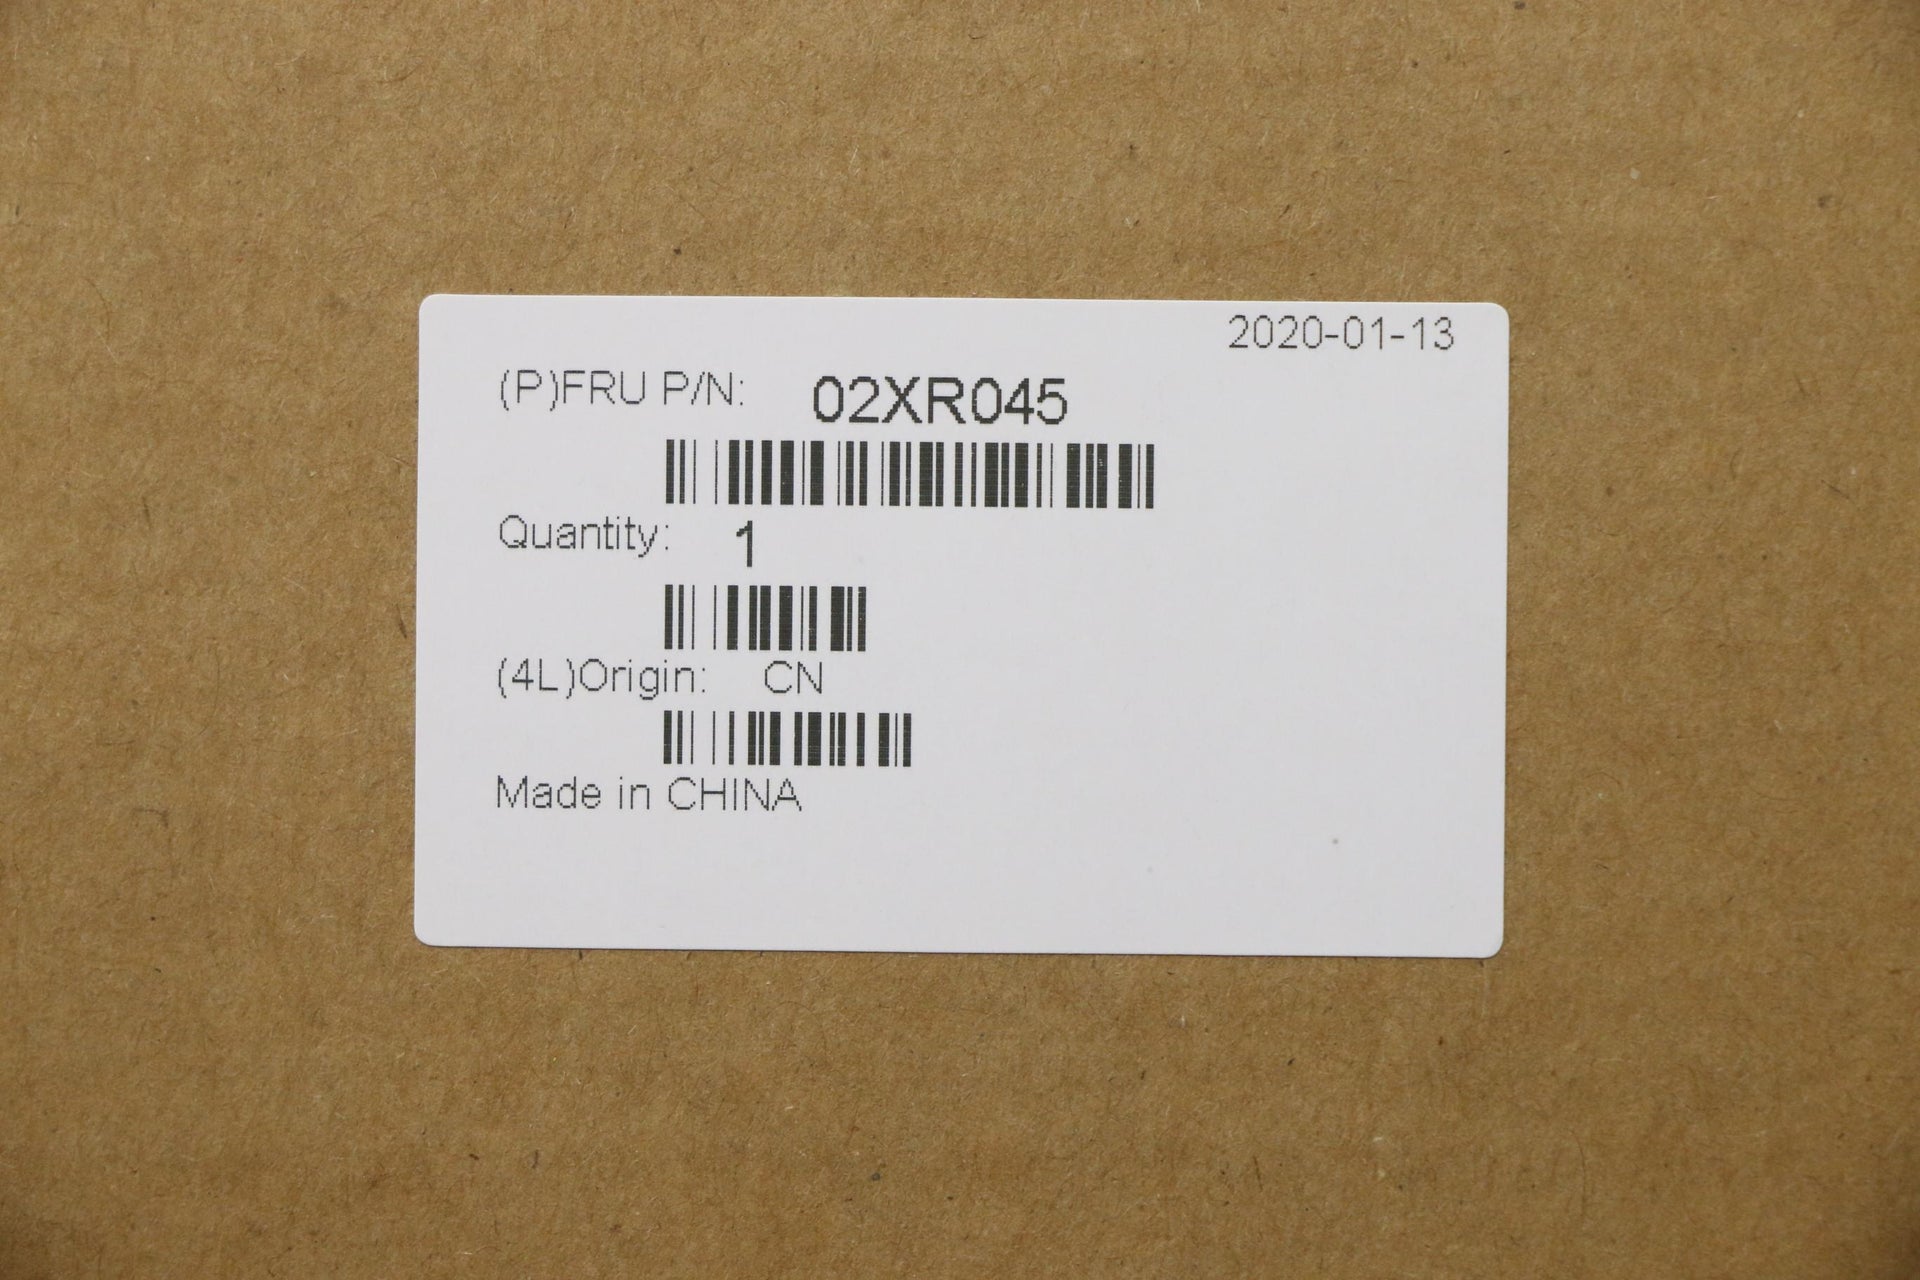 2020-01-13
(P)FRU P/N: 02XR045
Quantity: 1
(4L)Origin: CN
Made in CHINA